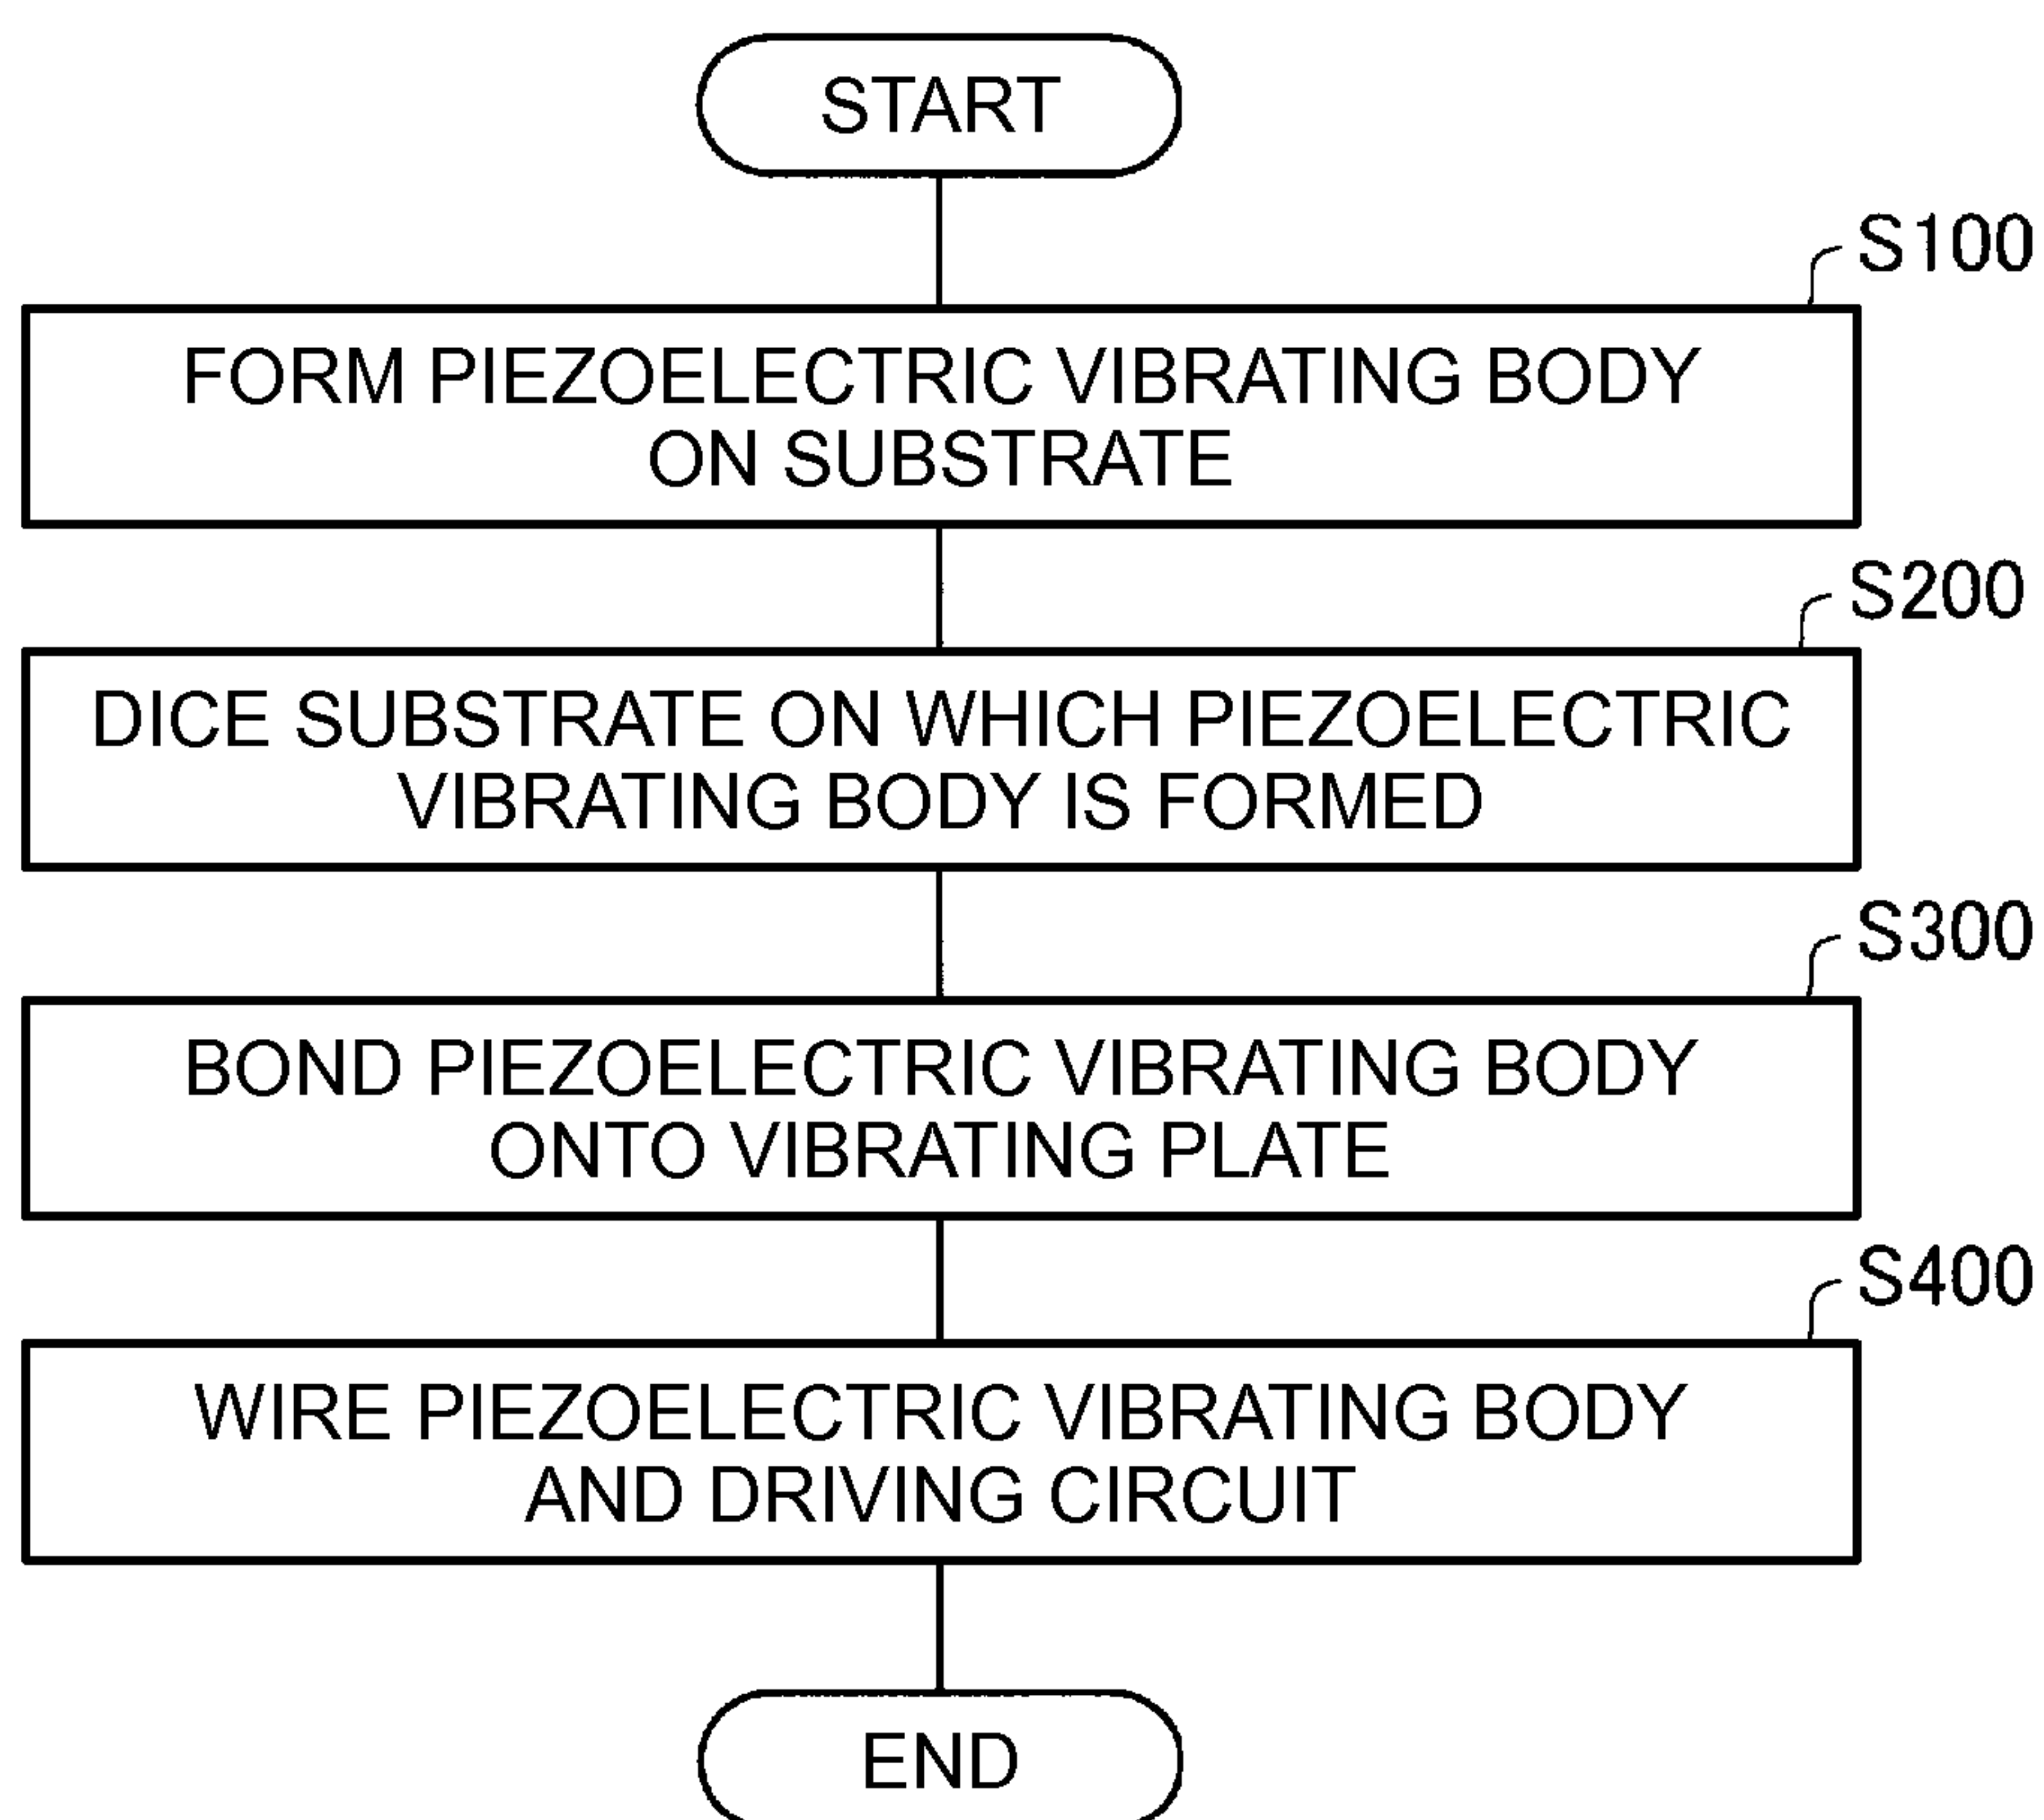 START
S100
FORM PIEZOELECTRIC VIBRATING BODY
ON SUBSTRATE
S200
DICE SUBSTRATE ON WHICH PIEZOELECTRIC
VIBRATING BODY IS FORMED
S300
BOND PIEZOELECTRIC VIBRATING BODY
ONTO VIBRATING PLATE
S400
WIRE PIEZOELECTRIC VIBRATING BODY
AND DRIVING CIRCUIT
END